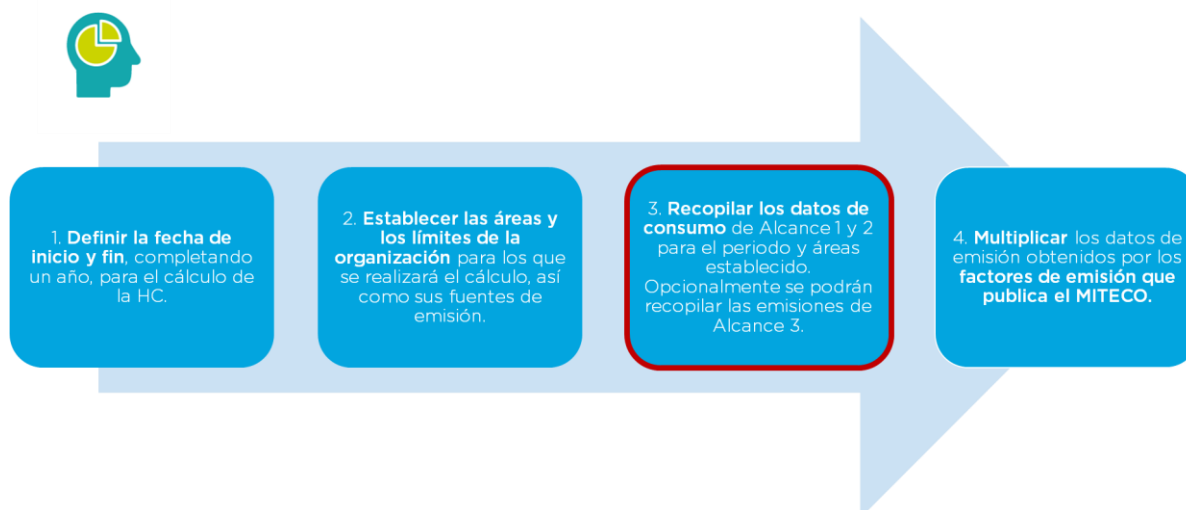 1. Definir la fecha de
inicio y fin, completando
un año, para el cálculo de
la HC.
2. Establecer las áreas y
los límites de la
organización para los que
se realizará el cálculo, así
como sus fuentes de
emisión.
3. Recopilar los datos de
consumo de Alcance 1 y 2
para el periodo y áreas
establecido.
Opcionalmente se podrán
recopilar las emisiones de
Alcance 3.
4. Multiplicar los datos de
emisión obtenidos por los
factores de emisión que
publica el MITECO.